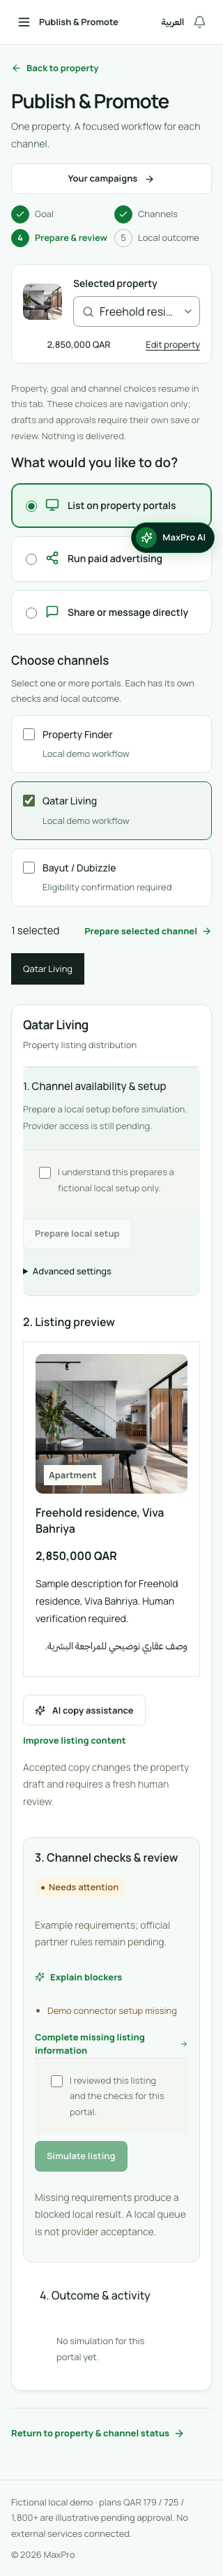 Publish & Promote
العربية
Back to property
Publish & Promote
One property. A focused workflow for each
channel.
Your campaigns
Goal
Channels
4 Prepare & review
5 Local outcome
Selected property
Freehold resi...
2,850,000 QAR
Edit property
Property, goal and channel choices resume in
this tab. These choices are navigation only;
drafts and approvals require their own save or
review. Nothing is delivered.
What would you like to do?
List on property portals
MaxPro AI
Run paid advertising
Share or message directly
Choose channels
Select one or more portals. Each has its own
checks and local outcome.
Property Finder
Local demo workflow
Qatar Living
Local demo workflow
Bayut / Dubizzle
Eligibility confirmation required
1 selected
Prepare selected channel
Qatar Living
Qatar Living
Property listing distribution
1. Channel availability & setup
Prepare a local setup before simulation.
Provider access is still pending.
I understand this prepares a
fictional local setup only.
Prepare local setup
Advanced settings
2. Listing preview
Apartment
Freehold residence, Viva
Bahriya
2,850,000 QAR
Sample description for Freehold
residence, Viva Bahriya. Human
verification required.
وصف عقاري توضيحي للمراجعة البشرية.
AI copy assistance
Improve listing content
Accepted copy changes the property
draft and requires a fresh human
review.
3. Channel checks & review
Needs attention
Example requirements; official
partner rules remain pending.
Explain blockers
Demo connector setup missing
Complete missing listing
information
I reviewed this listing
and the checks for this
portal.
Simulate listing
Missing requirements produce a
blocked local result. A local queue
is not provider acceptance.
4. Outcome & activity
No simulation for this
portal yet.
Return to property & channel status
Fictional local demo · plans QAR 179 / 725 /
1,800+ are illustrative pending approval. No
external services connected.
© 2026 MaxPro